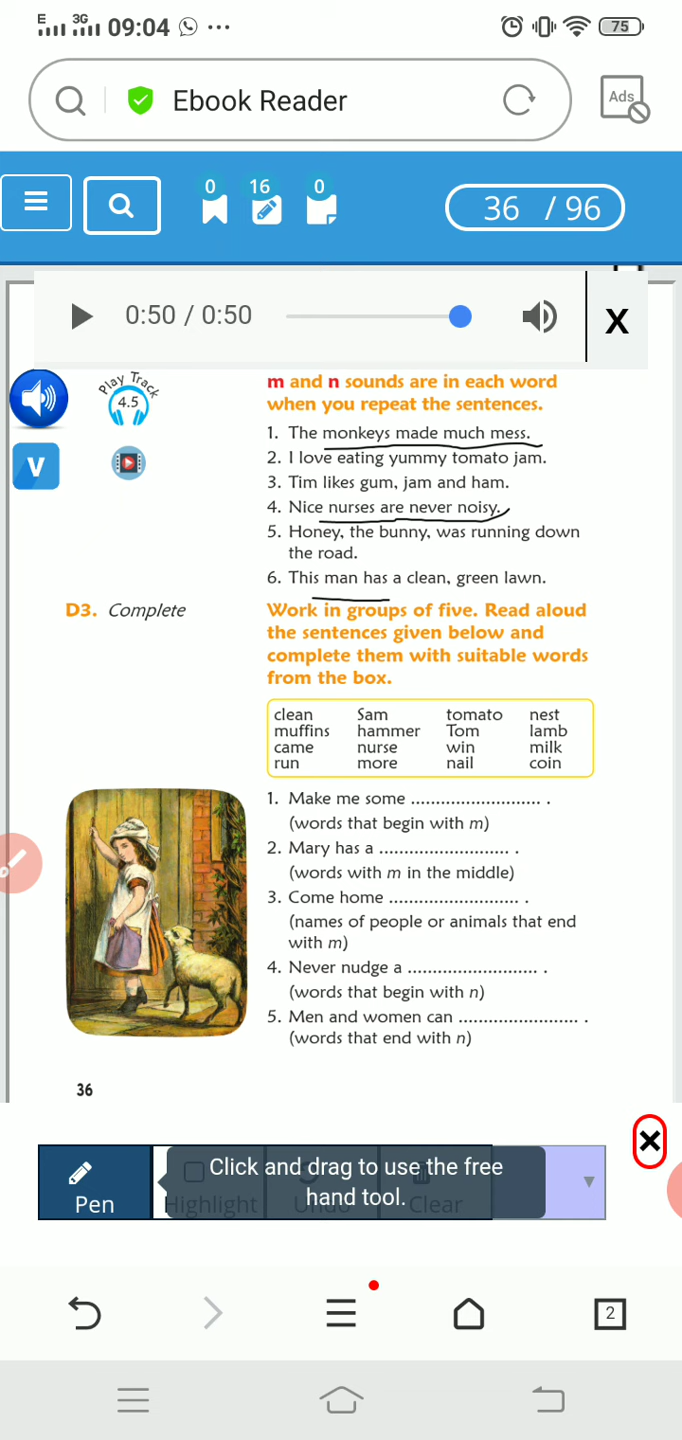 E 3G 09:04 ... 75
Ebook Reader Ads
0 16 0 36 / 96
0:50 / 0:50 X
Play Track
4.5
V
m and n sounds are in each word
when you repeat the sentences.
1. The monkeys made much mess.
2. I love eating yummy tomato jam.
3. Tim likes gum, jam and ham.
4. Nice nurses are never noisy.
5. Honey, the bunny, was running down
the road.
6. This man has a clean, green lawn.
D3. Complete Work in groups of five. Read aloud
the sentences given below and
complete them with suitable words
from the box.
clean Sam tomato nest
muffins hammer Tom lamb
came nurse win milk
run more nail coin
1. Make me some .......................... .
(words that begin with m)
2. Mary has a .......................... .
(words with m in the middle)
3. Come home .......................... .
(names of people or animals that end
with m)
4. Never nudge a .......................... .
(words that begin with n)
5. Men and women can ........................ .
(words that end with n)
36
Click and drag to use the free
hand tool.
Pen Highlight Undo Clear
2